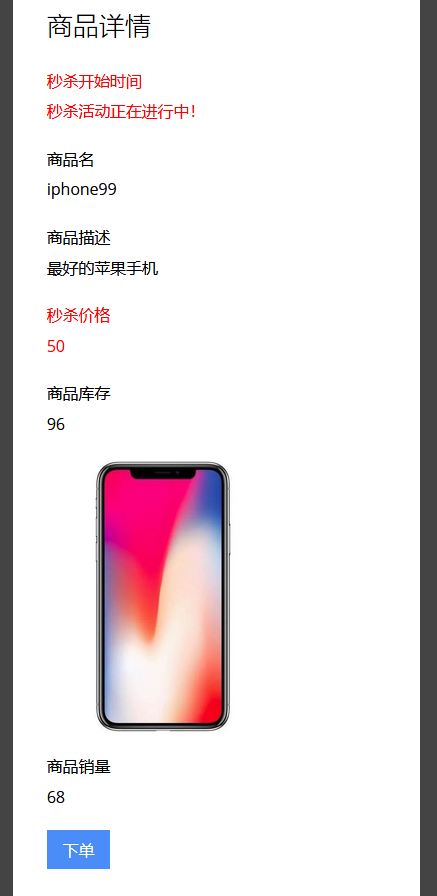 商品详情
秒杀开始时间
秒杀活动正在进行中!
商品名
iphone99
商品描述
最好的苹果手机
秒杀价格
50
商品库存
96
商品销量
68
下单